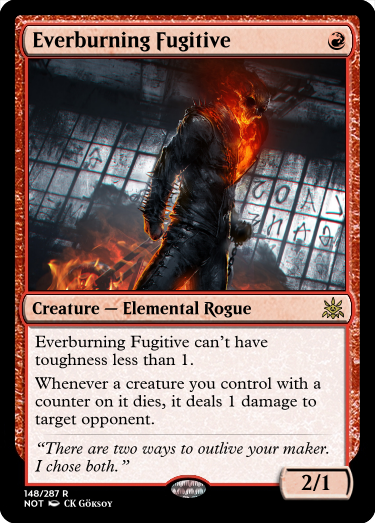 Everburning Fugitive
Creature — Elemental Rogue
Everburning Fugitive can't have
toughness less than 1.
Whenever a creature you control with a
counter on it dies, it deals 1 damage to
target opponent.
“There are two ways to outlive your maker.
I chose both.”
2/1
148/287 R
NOT CK Göksoy